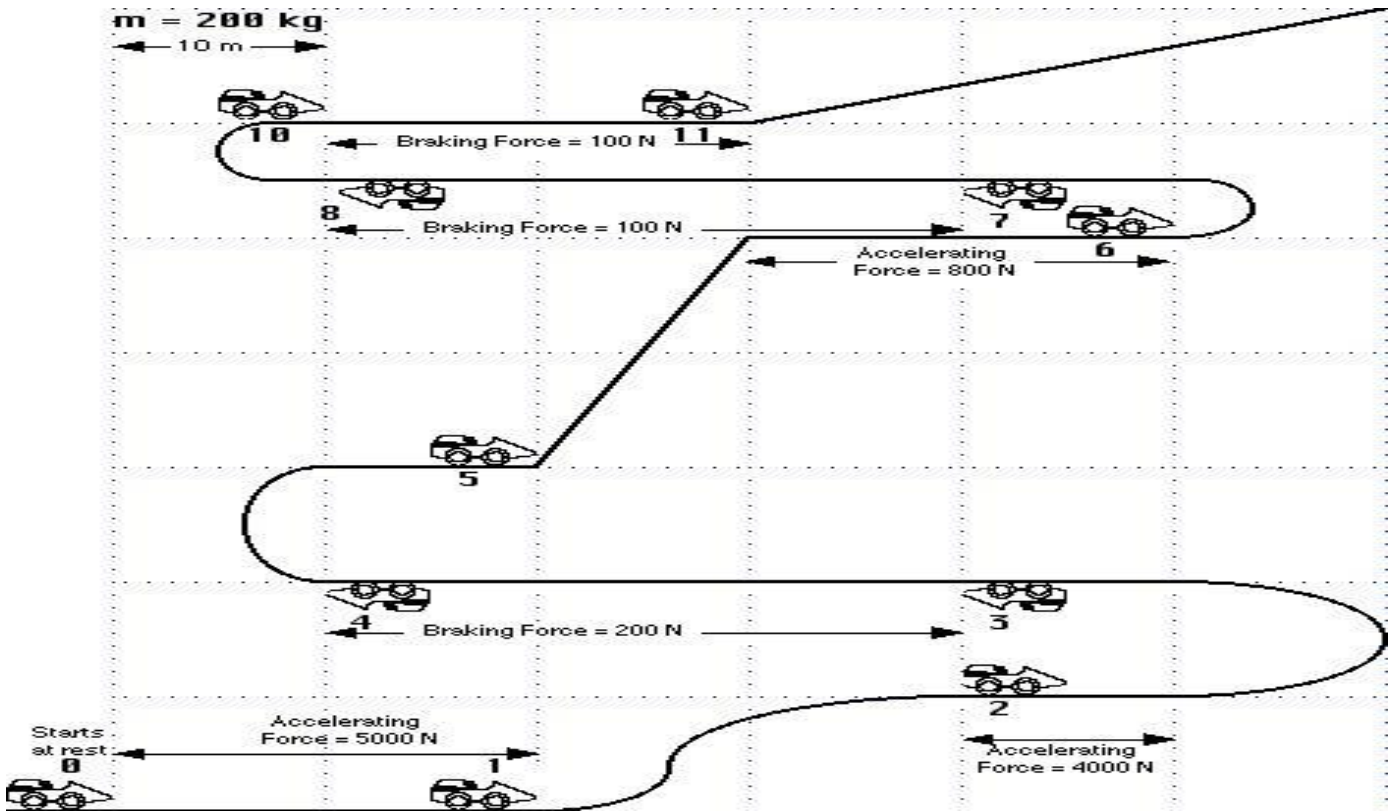 m = 200 kg
10 m
10
11
Braking Force = 100 N
8
7
6
Braking Force = 100 N
Accelerating
Force = 800 N
5
4
3
Braking Force = 200 N
2
Accelerating
Force = 4000 N
Accelerating
Force = 5000 N
Starts
at rest
0
1